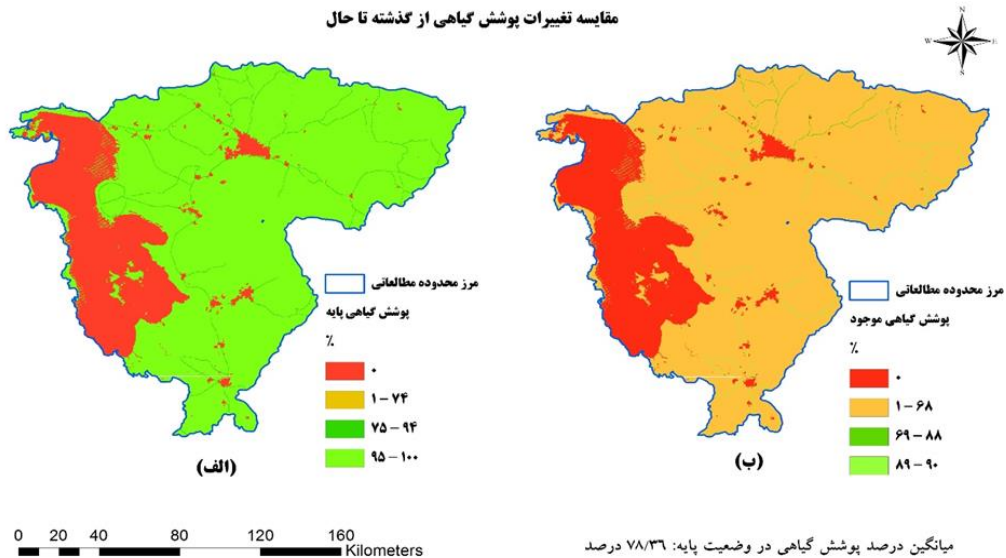 مقایسه تغییرات پوشش گیاهی از گذشته تا حال
N
W E
N
مرز محدوده مطالعاتی
پوشش گیاهی پایه
٪
۰
۱ – ۷۴
۷۵ – ۹۴
۹۵ – ۱۰۰
(الف)
مرز محدوده مطالعاتی
پوشش گیاهی موجود
٪
۰
۱ – ۶۸
۶۹ – ۸۸
۸۹ – ۹۰
(ب)
0 20 40 80 120 160
Kilometers
میانگین درصد پوشش گیاهی در وضعیت پایه: ۷۸/۳۶ درصد